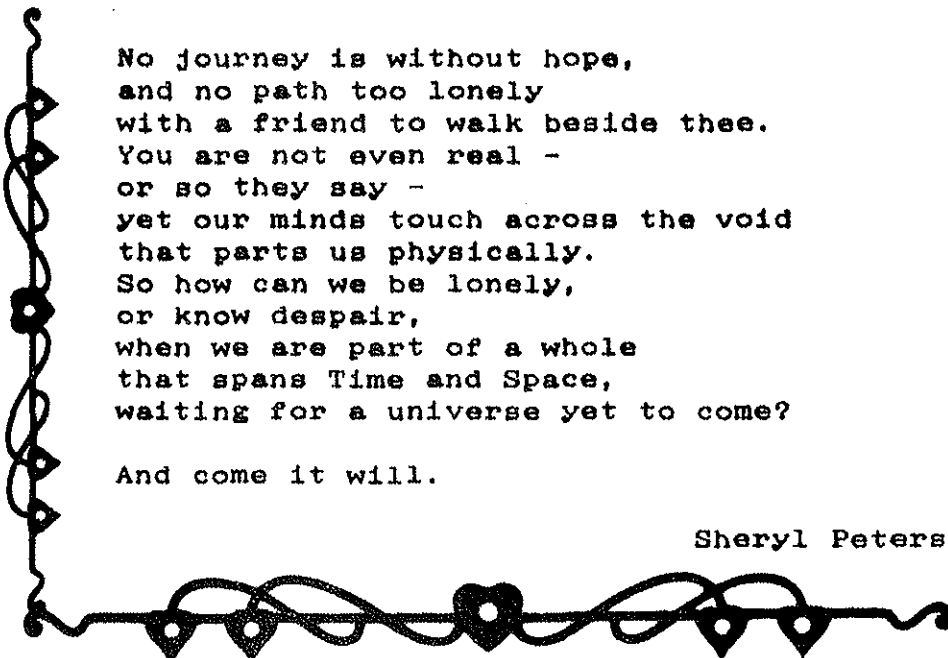 No journey is without hope,
and no path too lonely
with a friend to walk beside thee.
You are not even real -
or so they say -
yet our minds touch across the void
that parts us physically.
So how can we be lonely,
or know despair,
when we are part of a whole
that spans Time and Space,
waiting for a universe yet to come?
And come it will.
Sheryl Peters